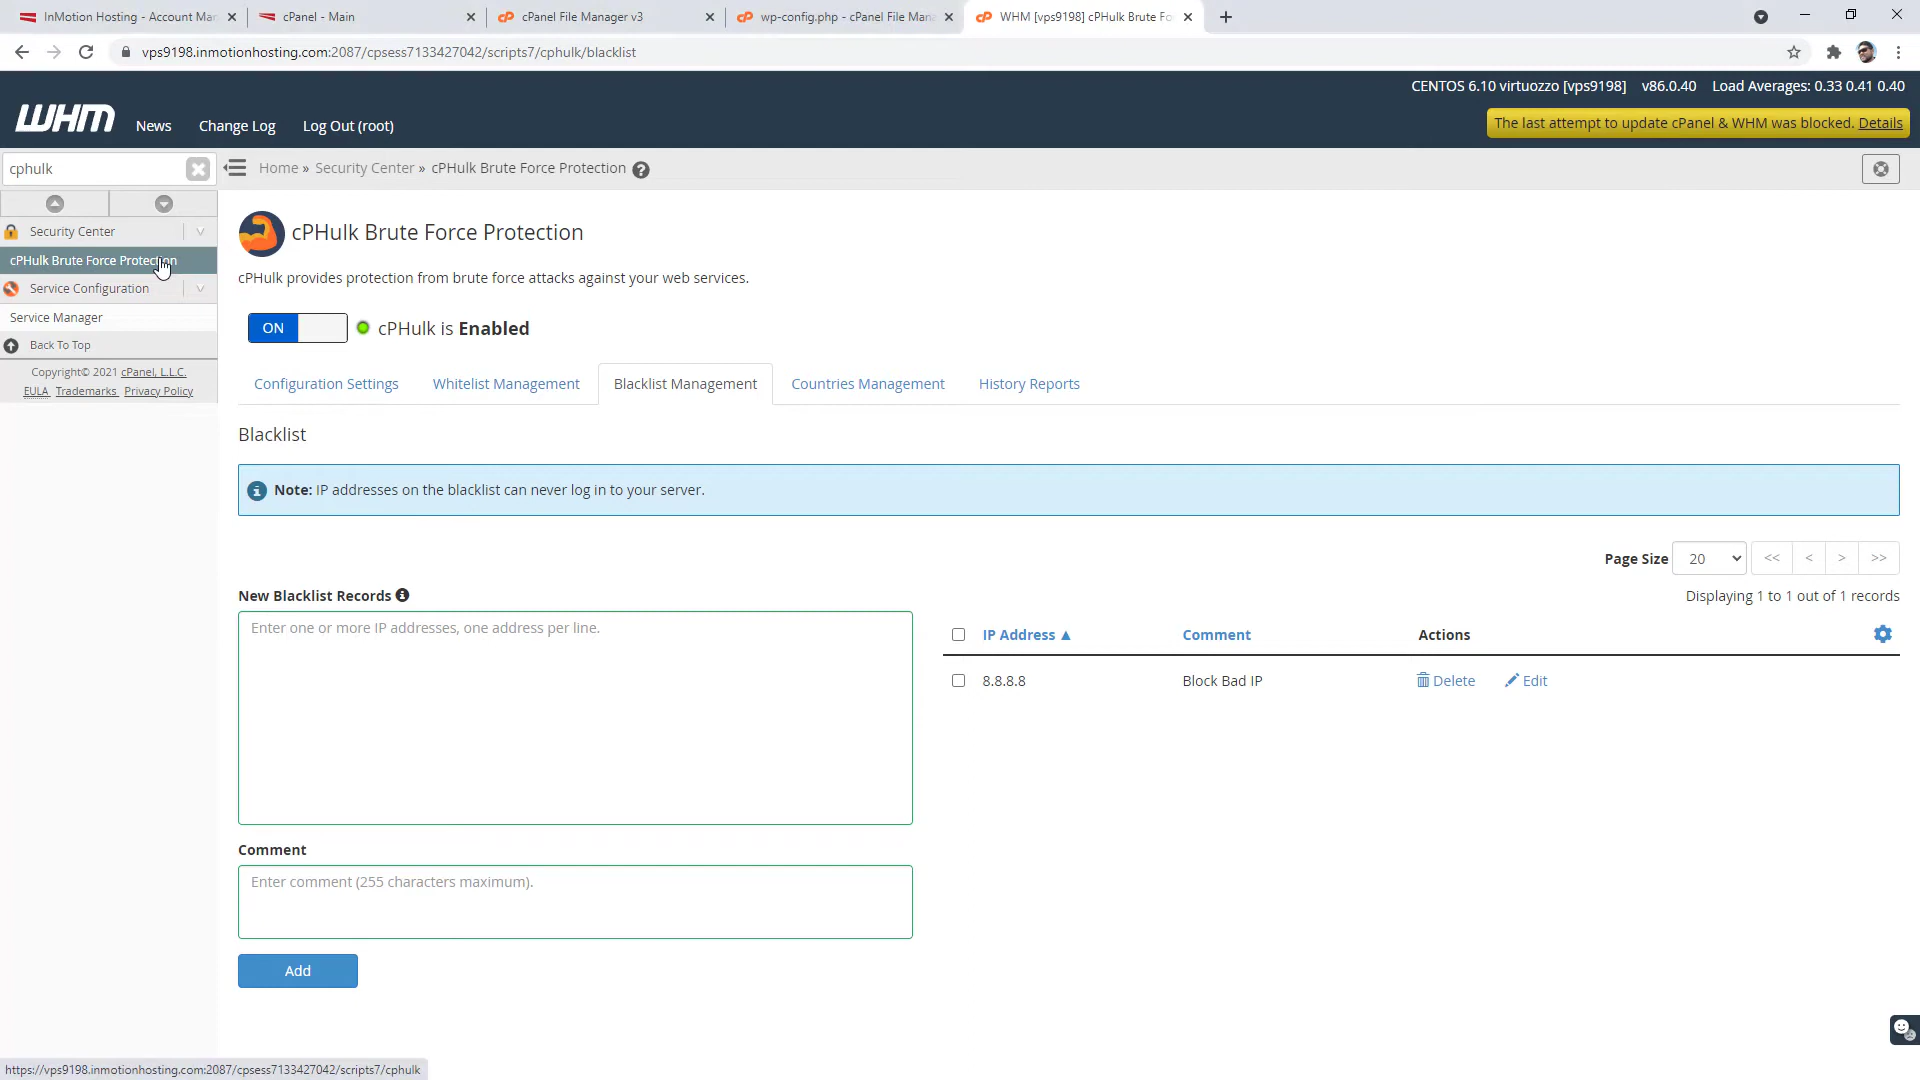 InMotion Hosting - Account Man
cPanel - Main
cPanel File Manager v3
wp-config.php - cPanel File Mana
WHM [vps9198] cPHulk Brute Fo
vps9198.inmotionhosting.com:2087/cpsess7133427042/scripts7/cphulk/blacklist
CENTOS 6.10 virtuozzo [vps9198] v86.0.40 Load Averages: 0.33 0.41 0.40
WHM
News
Change Log
Log Out (root)
The last attempt to update cPanel & WHM was blocked. Details
cphulk
Home » Security Center » cPHulk Brute Force Protection
Security Center
cPHulk Brute Force Protection
Service Configuration
Service Manager
Back To Top
Copyright© 2021 cPanel, L.L.C.
EULA Trademarks Privacy Policy
cPHulk Brute Force Protection
cPHulk provides protection from brute force attacks against your web services.
ON
cPHulk is Enabled
Configuration Settings
Whitelist Management
Blacklist Management
Countries Management
History Reports
Blacklist
Note: IP addresses on the blacklist can never log in to your server.
Page Size 20 << < > >>
Displaying 1 to 1 out of 1 records
New Blacklist Records
Enter one or more IP addresses, one address per line.
IP Address ▲ Comment Actions
8.8.8.8 Block Bad IP Delete Edit
Comment
Enter comment (255 characters maximum).
Add
https://vps9198.inmotionhosting.com:2087/cpsess7133427042/scripts7/cphulk